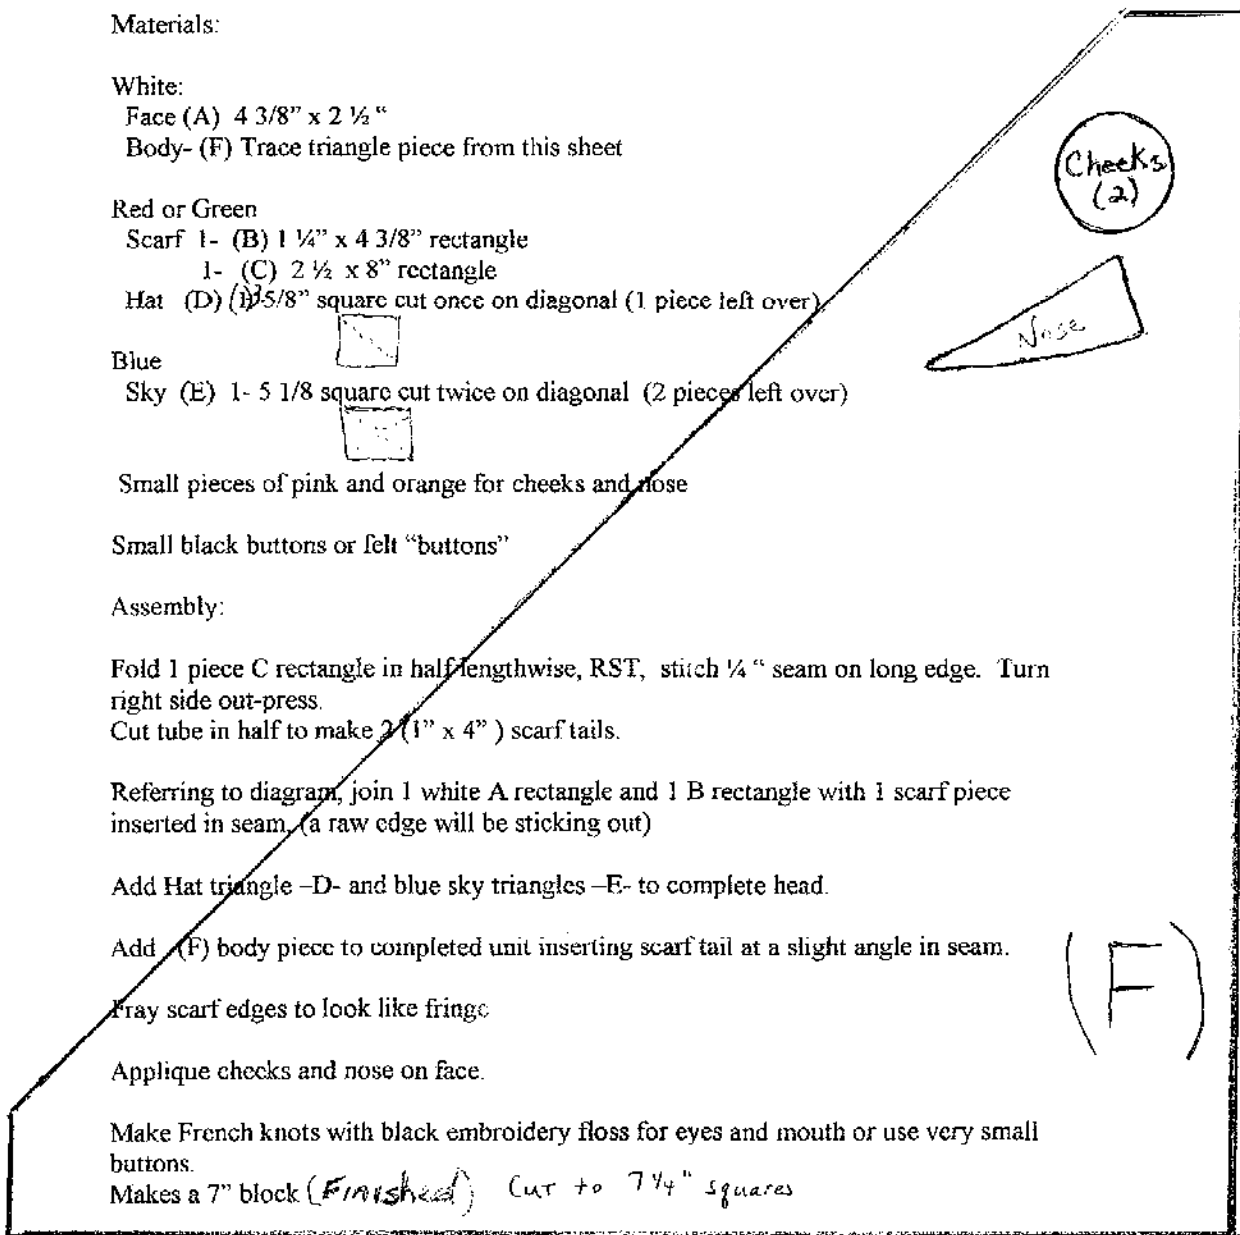 Materials:
White:
Face (A) 4 3/8” x 2 ½ “
Body- (F) Trace triangle piece from this sheet
Red or Green
Scarf 1- (B) 1 ¼” x 4 3/8” rectangle
1- (C) 2 ½ x 8” rectangle
Hat (D) 5/8” square cut once on diagonal (1 piece left over)
Blue
Sky (E) 1- 5 1/8 square cut twice on diagonal (2 pieces left over)
Small pieces of pink and orange for cheeks and nose
Small black buttons or felt “buttons”
Assembly:
Fold 1 piece C rectangle in half lengthwise, RST, stitch ¼ “ seam on long edge. Turn
right side out-press.
Cut tube in half to make 2 (1” x 4” ) scarf tails.
Referring to diagram, join 1 white A rectangle and 1 B rectangle with 1 scarf piece
inserted in seam, (a raw edge will be sticking out)
Add Hat triangle –D- and blue sky triangles –E- to complete head.
Add (F) body piece to completed unit inserting scarf tail at a slight angle in seam.
Fray scarf edges to look like fringe
Applique cheeks and nose on face.
Make French knots with black embroidery floss for eyes and mouth or use very small
buttons.
Makes a 7” block (Finished) Cut to 7 1/4" squares
Cheeks
(2)
Nose
(F)